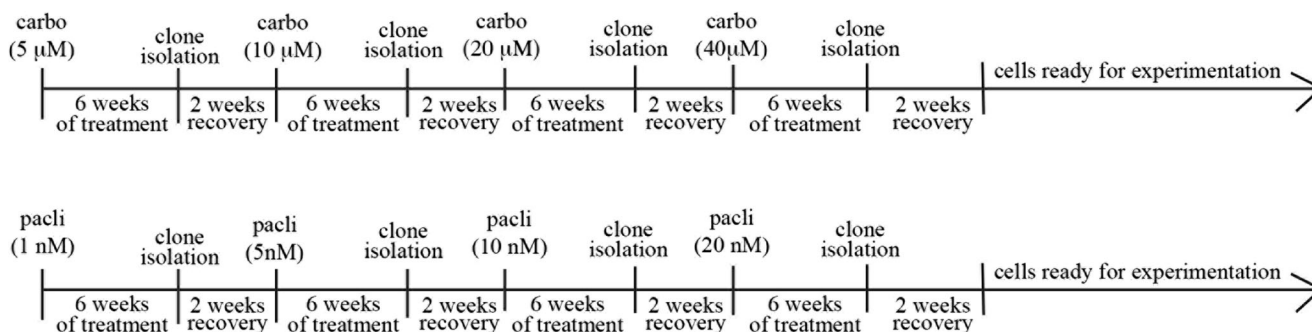 carbo
(5 μM)
clone
isolation
carbo
(10 μM)
clone
isolation
carbo
(20 μM)
clone
isolation
carbo
(40μM)
clone
isolation
cells ready for experimentation
6 weeks
of treatment
2 weeks
recovery
6 weeks
of treatment
2 weeks
recovery
6 weeks
of treatment
2 weeks
recovery
6 weeks
of treatment
2 weeks
recovery
pacli
(1 nM)
clone
isolation
pacli
(5nM)
clone
isolation
pacli
(10 nM)
clone
isolation
pacli
(20 nM)
clone
isolation
cells ready for experimentation
6 weeks
of treatment
2 weeks
recovery
6 weeks
of treatment
2 weeks
recovery
6 weeks
of treatment
2 weeks
recovery
6 weeks
of treatment
2 weeks
recovery